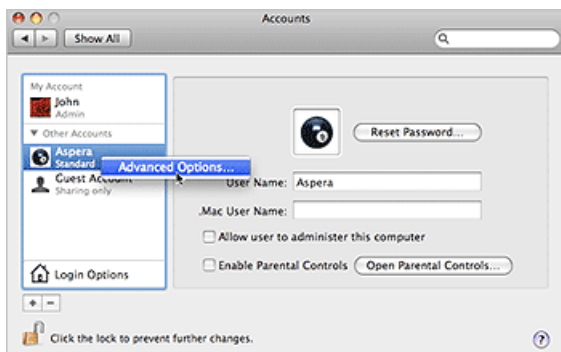 Accounts
Show All
My Account
John
Admin
Other Accounts
Aspera
Standard
Advanced Options...
Guest Account
Sharing only
Login Options
Reset Password...
User Name: Aspera
.Mac User Name:
Allow user to administer this computer
Enable Parental Controls Open Parental Controls...
+ −
Click the lock to prevent further changes.
?